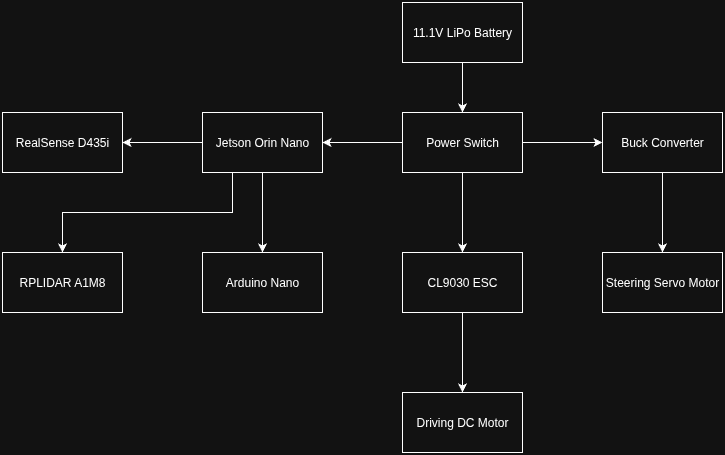 11.1V LiPo Battery
RealSense D435i
Jetson Orin Nano
Power Switch
Buck Converter
RPLIDAR A1M8
Arduino Nano
CL9030 ESC
Steering Servo Motor
Driving DC Motor